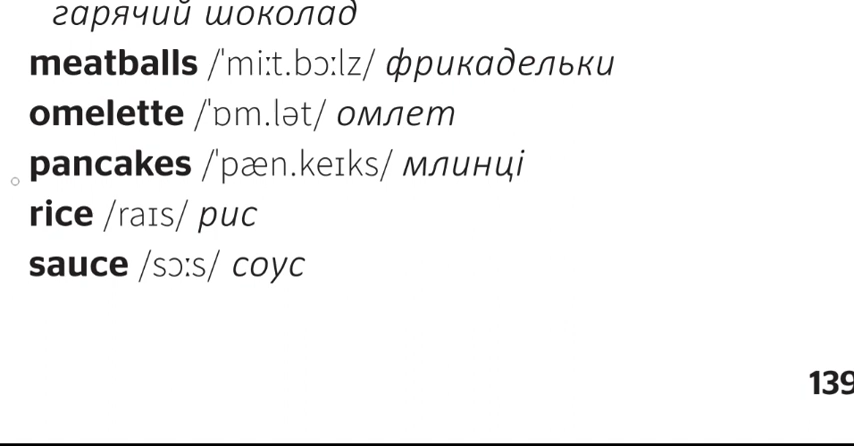 гарячий шоколад
meatballs /ˈmiːt.bɔːlz/ фрикадельки
omelette /ˈɒm.lət/ омлет
pancakes /ˈpæn.keɪks/ млинці
rice /raɪs/ рис
sauce /sɔːs/ соус
139